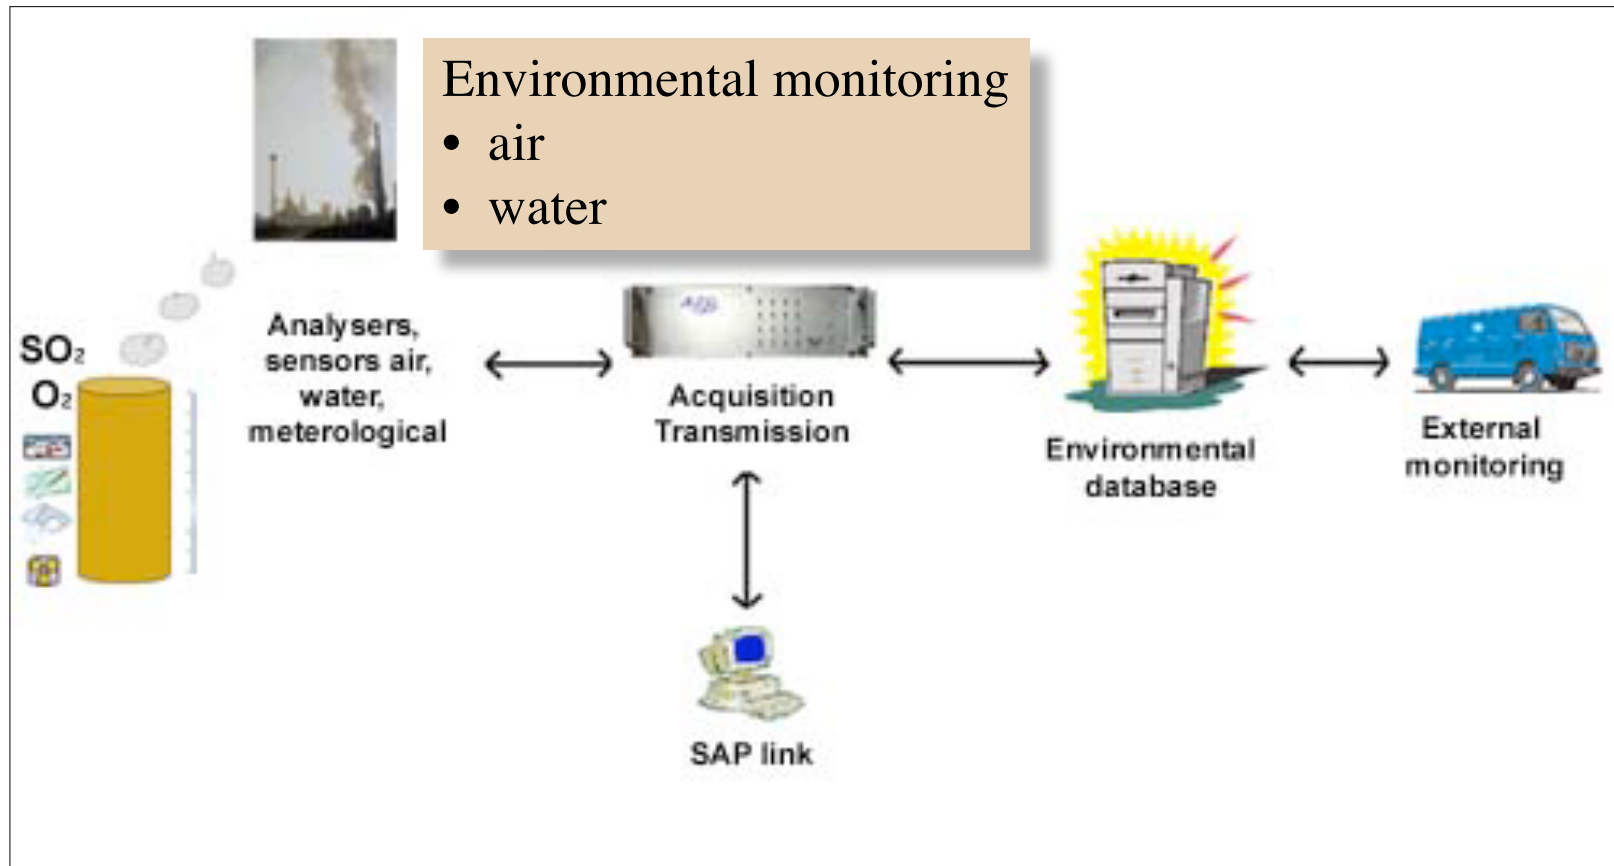 Environmental monitoring
• air
• water
SO₂
O₂
Analysers,
sensors air,
water,
meterological
Acquisition
Transmission
Environmental
database
External
monitoring
SAP link